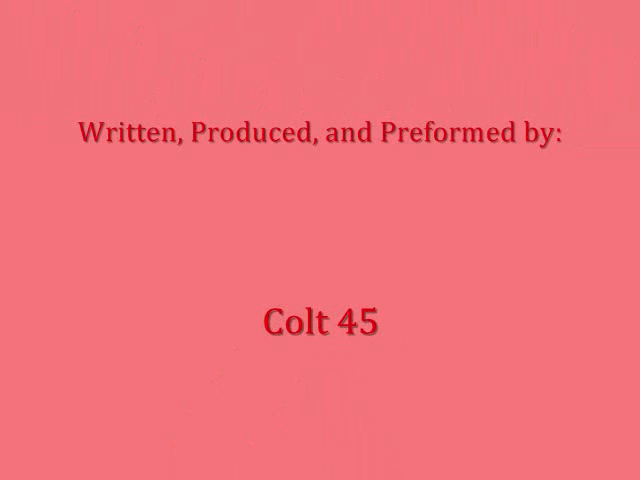 Written, Produced, and Preformed by:
Colt 45